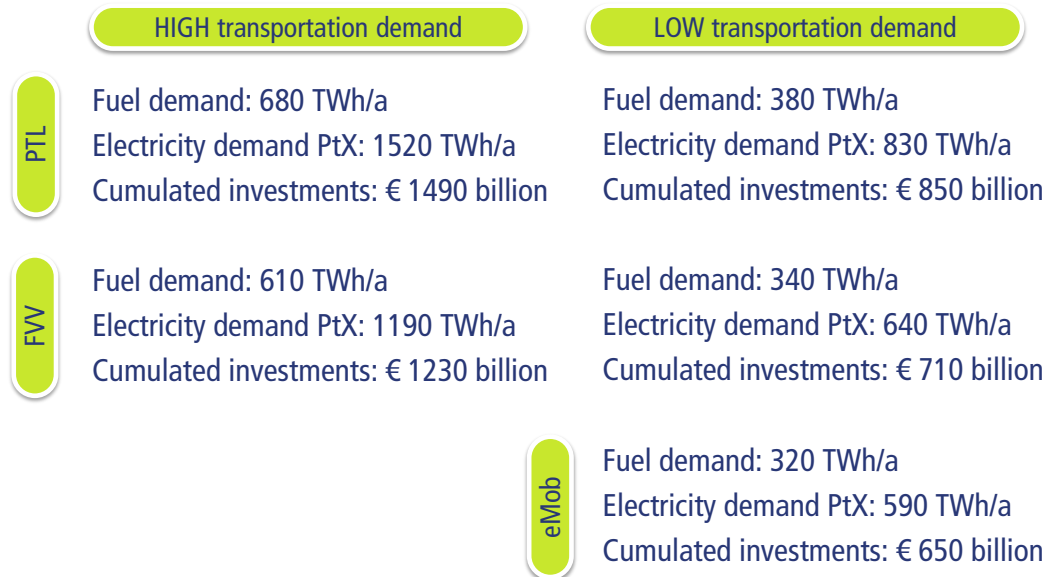 HIGH transportation demand
LOW transportation demand
PTL
Fuel demand: 680 TWh/a
Electricity demand PtX: 1520 TWh/a
Cumulated investments: € 1490 billion
Fuel demand: 380 TWh/a
Electricity demand PtX: 830 TWh/a
Cumulated investments: € 850 billion
FVV
Fuel demand: 610 TWh/a
Electricity demand PtX: 1190 TWh/a
Cumulated investments: € 1230 billion
Fuel demand: 340 TWh/a
Electricity demand PtX: 640 TWh/a
Cumulated investments: € 710 billion
eMob
Fuel demand: 320 TWh/a
Electricity demand PtX: 590 TWh/a
Cumulated investments: € 650 billion